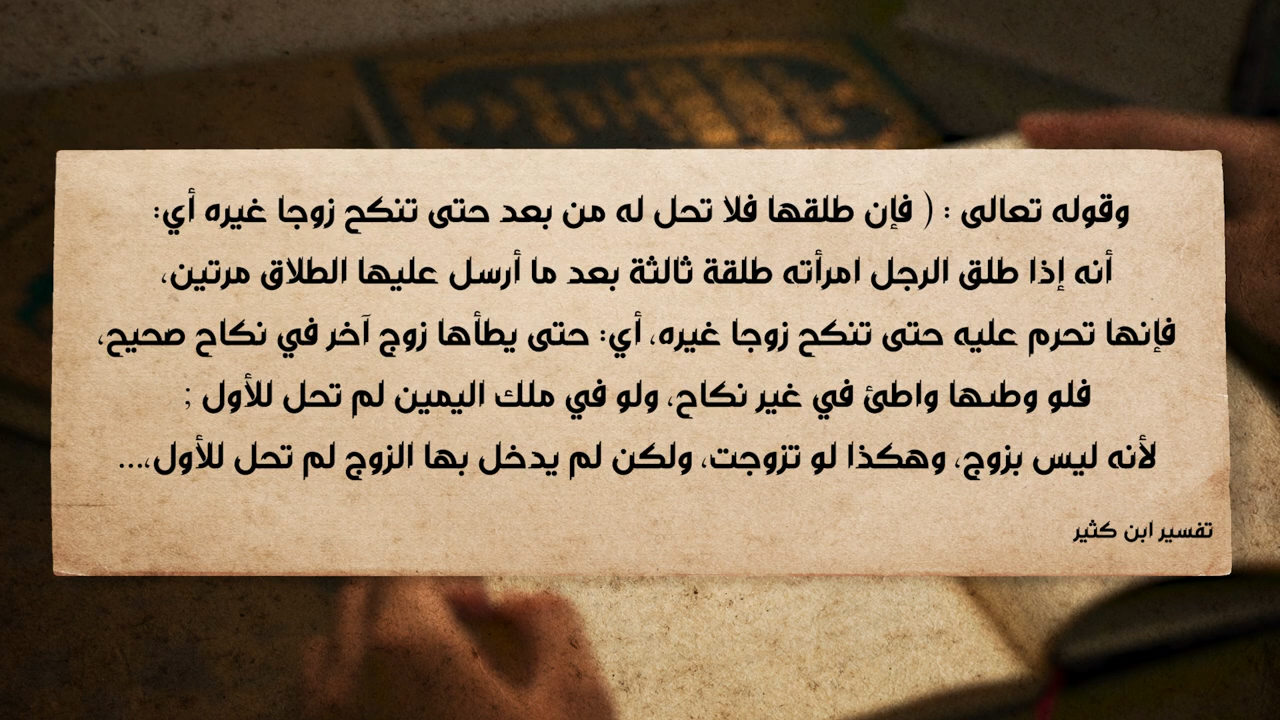 وقوله تعالى : ( فإن طلقها فلا تحل له من بعد حتى تنكح زوجا غيره أي:
أنه إذا طلق الرجل امرأته طلقة ثالثة بعد ما أرسل عليها الطلاق مرتين،
فإنها تحرم عليه حتى تنكح زوجا غيره، أي: حتى يطأها زوج آخر في نكاح صحيح،
فلو وطىها واطئ في غير نكاح، ولو في ملك اليمين لم تحل للأول ;
لأنه ليس بزوج، وهكذا لو تزوجت، ولكن لم يدخل بها الزوج لم تحل للأول،...
تفسير ابن كثير